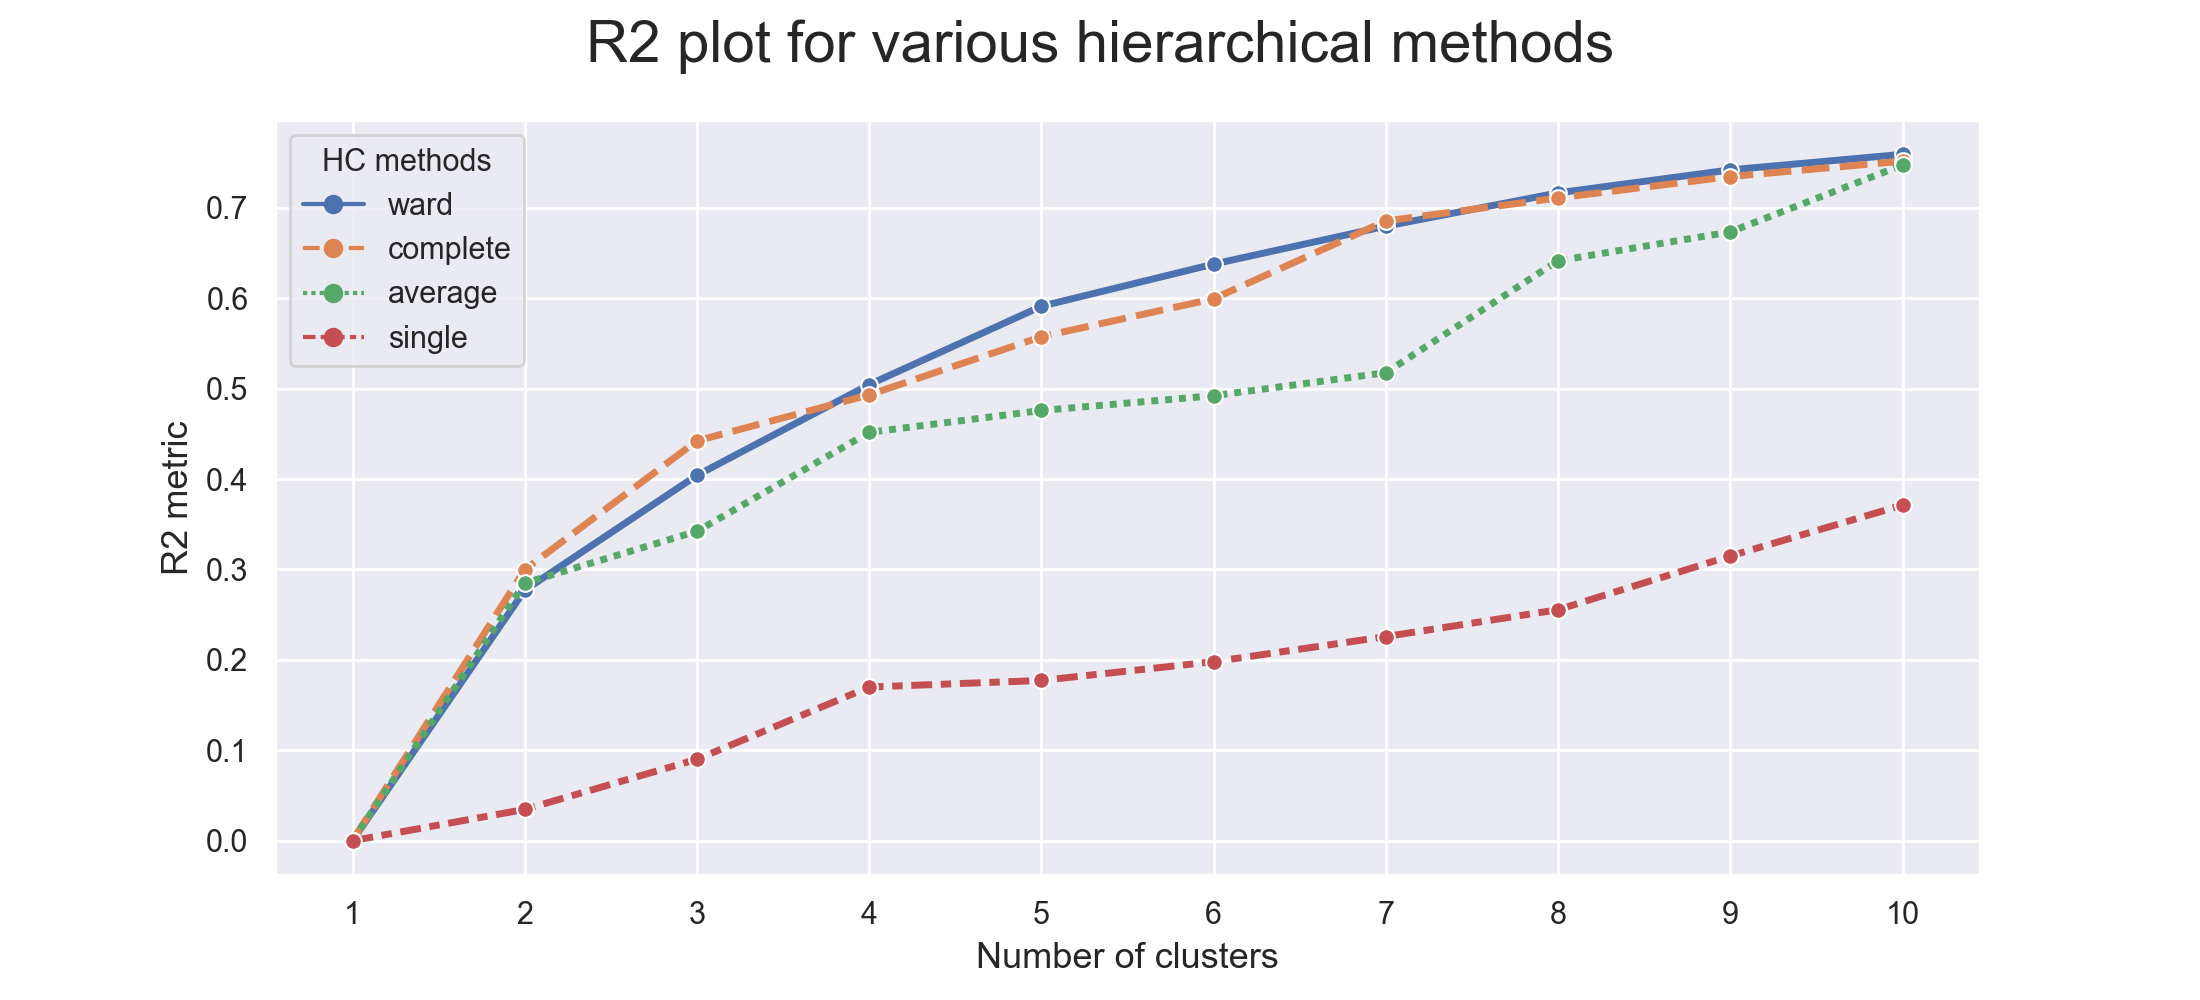 R2 plot for various hierarchical methods
HC methods
ward
complete
average
single
R2 metric
0.7
0.6
0.5
0.4
0.3
0.2
0.1
0.0
1 2 3 4 5 6 7 8 9 10
Number of clusters